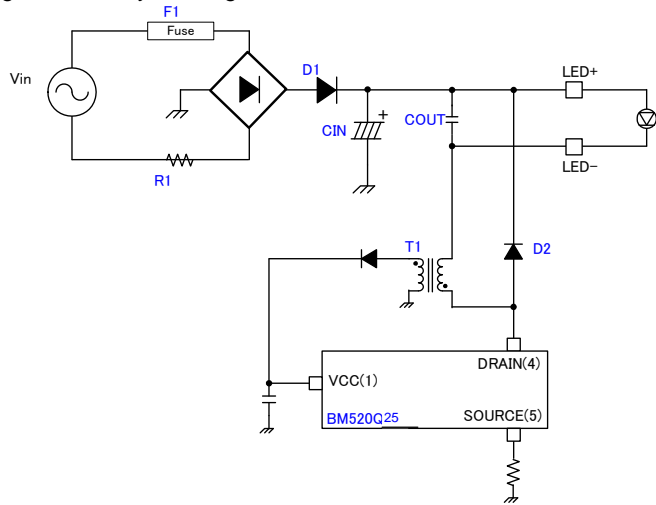 F1
Fuse
Vin
D1
LED+
CIN
+
COUT
LED-
R1
T1
D2
DRAIN(4)
VCC(1)
BM520Q25
SOURCE(5)